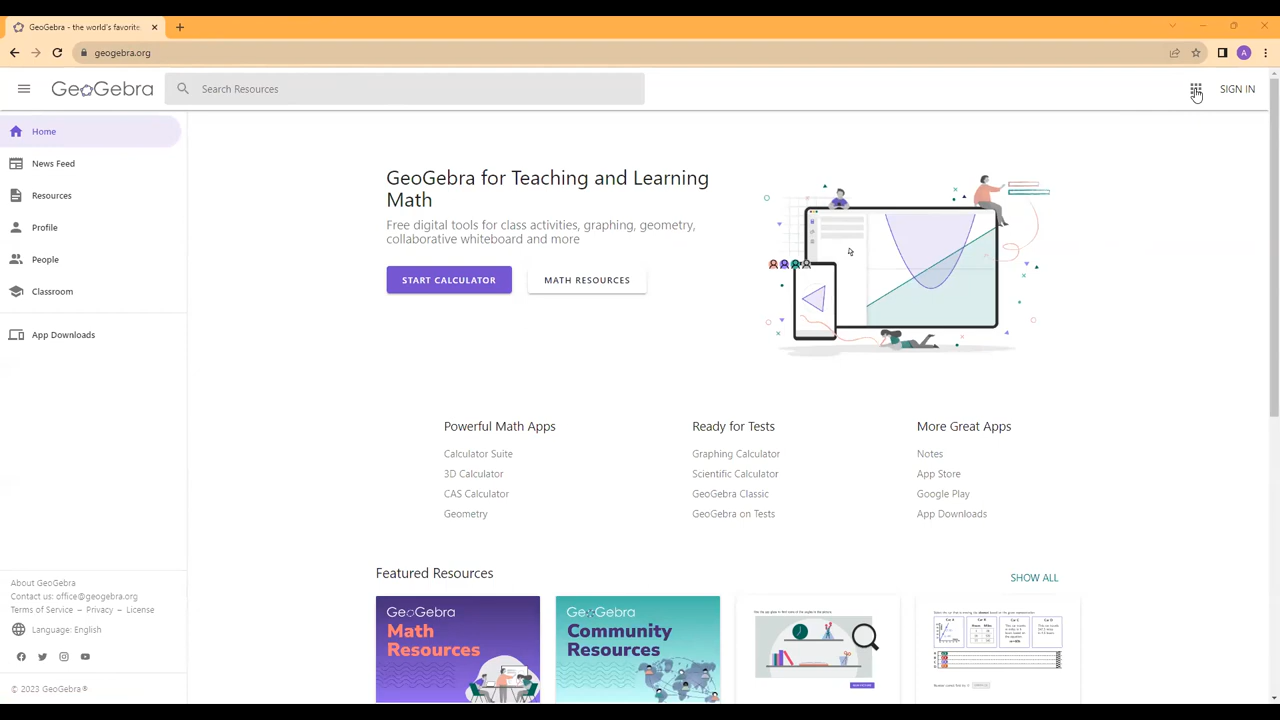 GeoGebra - the world's favorite
geogebra.org
A
GeoGebra
Search Resources
SIGN IN
Home
News Feed
Resources
Profile
People
Classroom
App Downloads
GeoGebra for Teaching and Learning
Math
Free digital tools for class activities, graphing, geometry,
collaborative whiteboard and more
START CALCULATOR
MATH RESOURCES
Powerful Math Apps
Calculator Suite
3D Calculator
CAS Calculator
Geometry
Ready for Tests
Graphing Calculator
Scientific Calculator
GeoGebra Classic
GeoGebra on Tests
More Great Apps
Notes
App Store
Google Play
App Downloads
Featured Resources
SHOW ALL
GeoGebra
Math
Resources
GeoGebra
Community
Resources
About GeoGebra
Contact us: office@geogebra.org
Terms of Service – Privacy – License
Language: English
© 2023 GeoGebra®